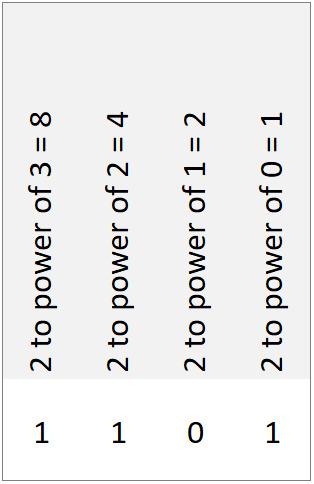 2 to power of 3 = 8
2 to power of 2 = 4
2 to power of 1 = 2
2 to power of 0 = 1
1 1 0 1